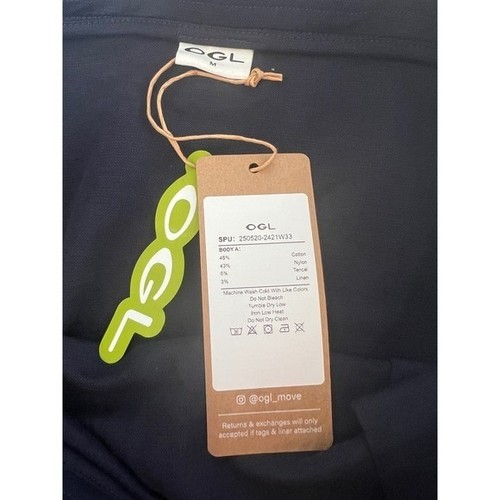 OGL
M
OGL
OGL
SPU: 250520-2421W33
BODY A:
Cotton
43% Nylon
Tencel
3% Linen
Machine Wash Cold With Like Colors
Do Not Bleach
Tumble Dry Low
Iron Low Heat
Do Not Dry Clean
@ogl_move
Returns & exchanges will only
accepted if tags & liner attached